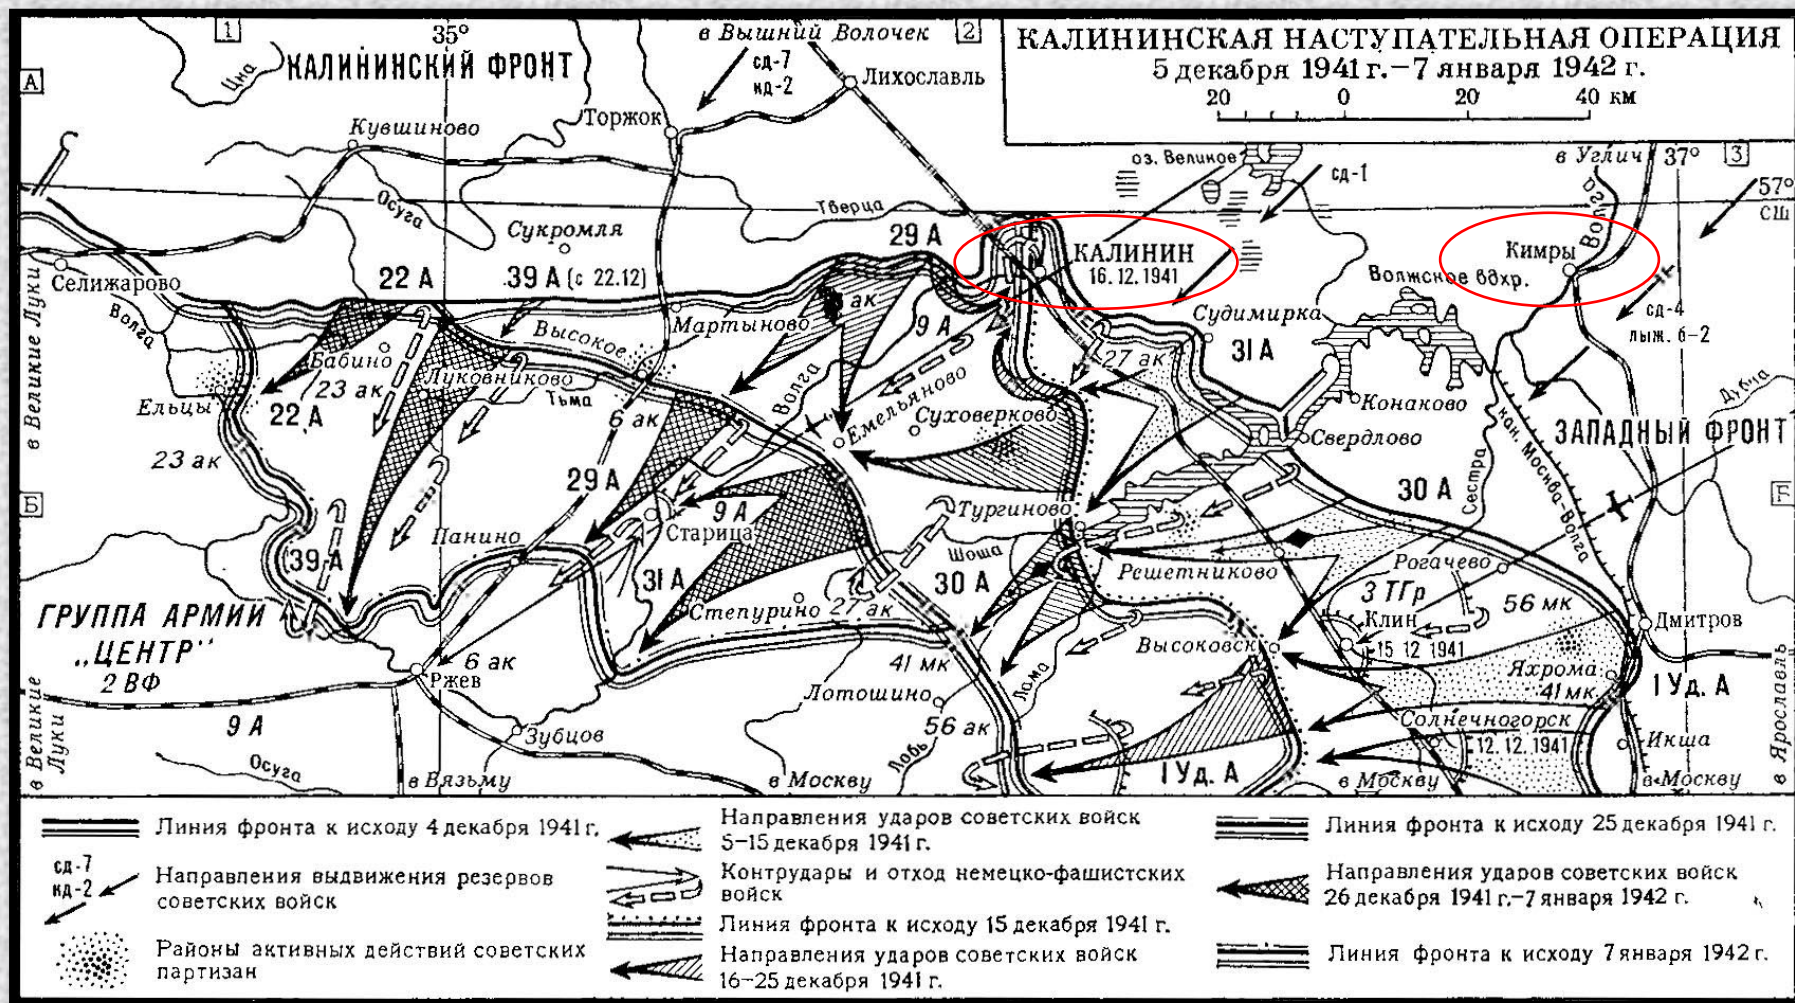 1
35°
в Вышний Волочек
2
КАЛИНИНСКАЯ НАСТУПАТЕЛЬНАЯ ОПЕРАЦИЯ
5 декабря 1941 г.–7 января 1942 г.
20 0 20 40 км
А
Цна
КАЛИНИНСКИЙ ФРОНТ
сд-7
кд-2
Лихославль
Торжок
Кувшиново
оз. Великое
сд-1
в Углич
37°
3
57°
СШ
Осуга
Тверца
Волга
Сукромля
29 А
КАЛИНИН
16.12.1941
Кимры
Селижарово
22 А
39 А (с 22.12)
Волжское вдхр.
Волга
в Великие Луки
Мартыново
ак
9 А
Судимирка
сд-4
лыж. б-2
Высокое
31 А
Бабино
23 ак
Луковниково
27 ак
Тьма
Волга
Дубна
Ельцы
22 А
6 ак
Емельяново
Суховерково
Конаково
Свердлово
кан. Москва-Волга
ЗАПАДНЫЙ ФРОНТ
23 ак
29 А
Сестра
30 А
Б
Б
9 А
Старица
Тургиново
Панино
Шоша
39 А
31 А
30 А
Решетниково
Рогачево
3 ТГр
Степурино
27 ак
56 мк
ГРУППА АРМИЙ
„ЦЕНТР"
2 ВФ
Клин
15 12 1941
Дмитров
Высоковск
6 ак
Ржев
41 мк
Лотошино
Лама
Яхрома
41 мк
1 Уд. А
9 А
56 ак
Солнечногорск
12.12.1941
Икша
Зубцов
Осуга
Лобь
1 Уд. А
в Великие
Луки
в Вязьму
в Москву
в Москву
в Москву
в Ярославль
Линия фронта к исходу 4 декабря 1941 г.
сд-7
кд-2
Направления выдвижения резервов
советских войск
Районы активных действий советских
партизан
Направления ударов советских войск
5–15 декабря 1941 г.
Контрудары и отход немецко-фашистских
войск
Линия фронта к исходу 15 декабря 1941 г.
Направления ударов советских войск
16–25 декабря 1941 г.
Линия фронта к исходу 25 декабря 1941 г.
Направления ударов советских войск
26 декабря 1941 г.–7 января 1942 г.
Линия фронта к исходу 7 января 1942 г.